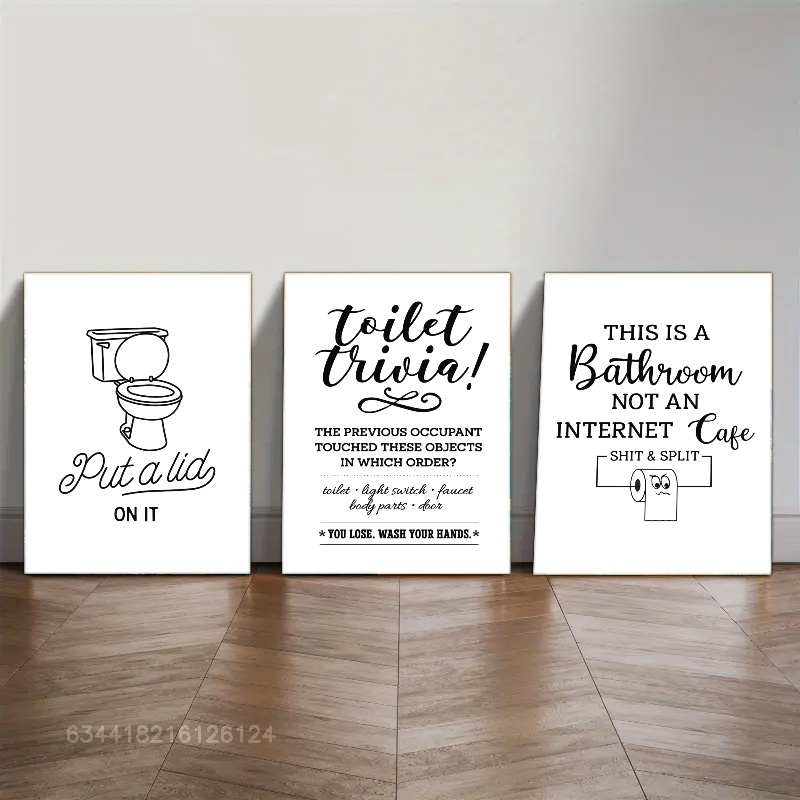 Put a lid
ON IT
toilet
trivia!
THE PREVIOUS OCCUPANT
TOUCHED THESE OBJECTS
IN WHICH ORDER?
toilet • light switch • faucet
body parts • door
*YOU LOSE. WASH YOUR HANDS.*
THIS IS A
Bathroom
NOT AN
INTERNET Cafe
SHIT & SPLIT
634418216126124